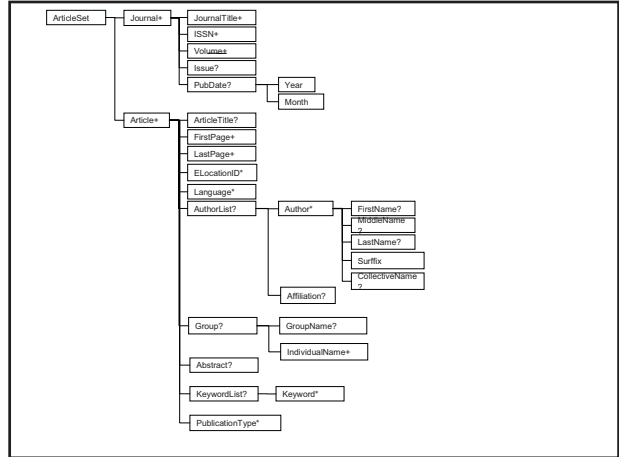 ArticleSet
Journal+
JournalTitle+
ISSN+
Volume+
Issue?
PubDate?
Year
Month
Article+
ArticleTitle?
FirstPage+
LastPage+
ELocationID*
Language*
AuthorList?
Author*
FirstName?
MiddleName
?
LastName?
Surffix
CollectiveName
?
Affiliation?
Group?
GroupName?
IndividualName+
Abstract?
KeywordList?
Keyword*
PublicationType*